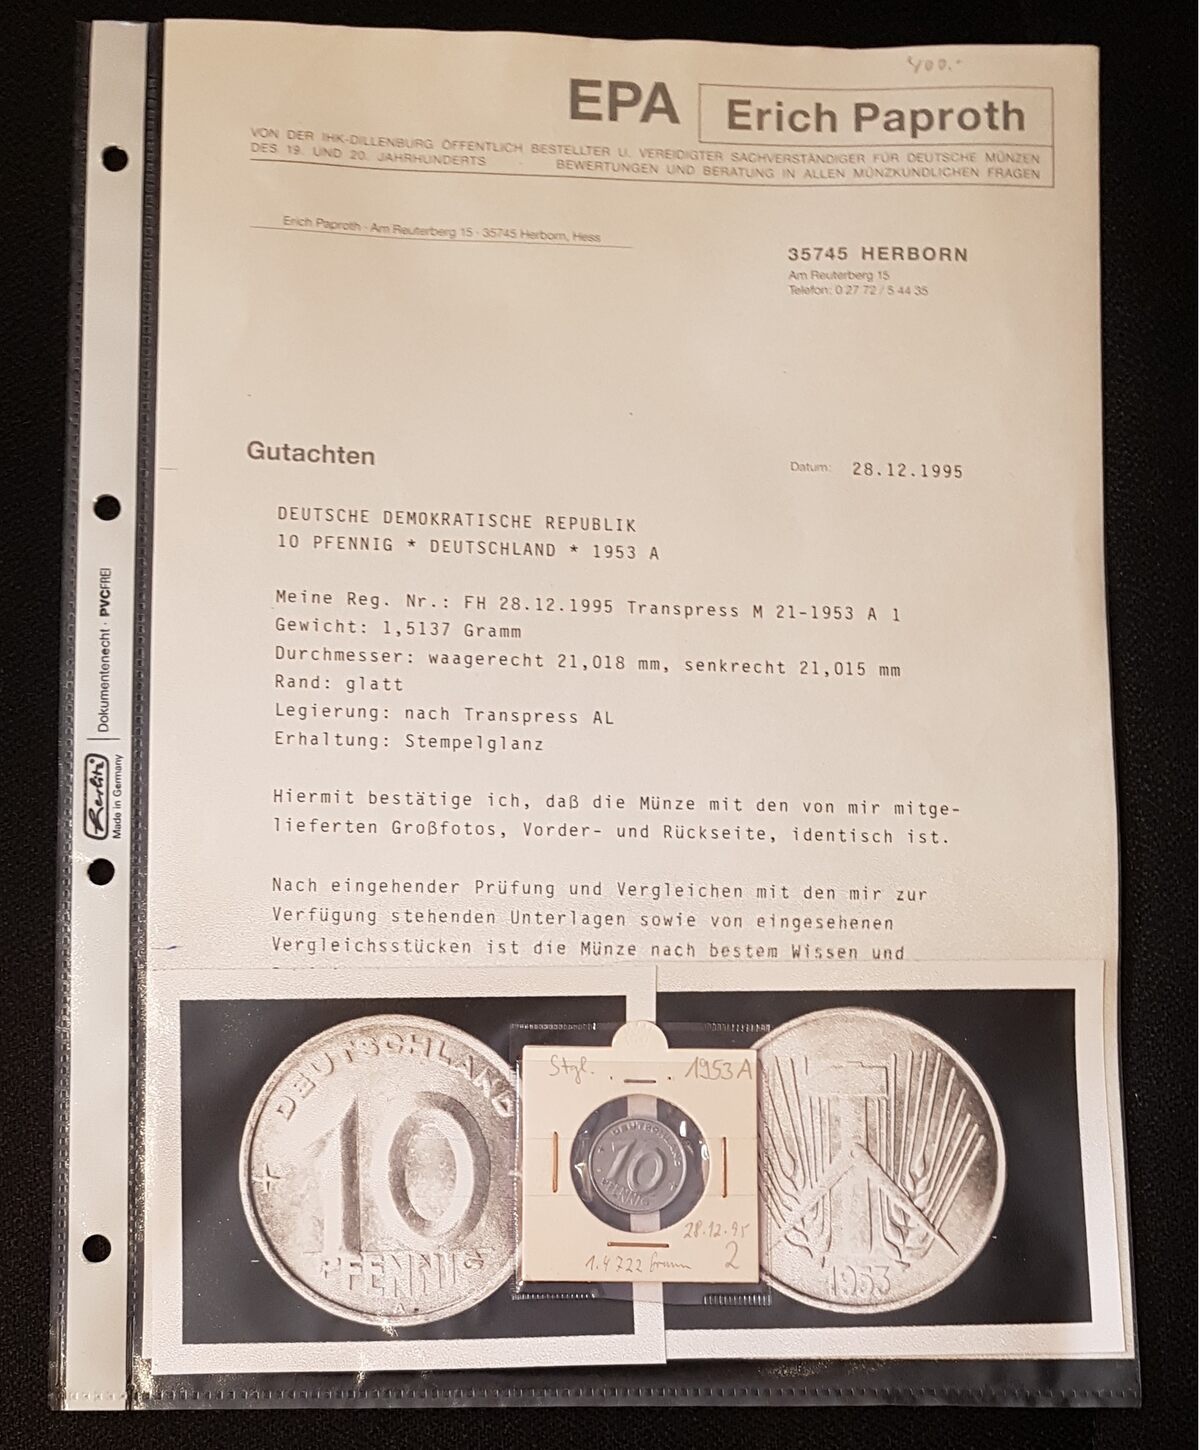 400.-
EPA Erich Paproth
VON DER IHK-DILLENBURG ÖFFENTLICH BESTELLTER U. VEREIDIGTER SACHVERSTÄNDIGER FÜR DEUTSCHE MÜNZEN
DES 19. UND 20. JAHRHUNDERTS · BEWERTUNGEN UND BERATUNG IN ALLEN MÜNZKUNDLICHEN FRAGEN
Erich Paproth · Am Reuterberg 15 · 35745 Herborn, Hess
35745 HERBORN
Am Reuterberg 15
Telefon: 0 27 72 / 5 44 35
Gutachten
Datum: 28.12.1995
DEUTSCHE DEMOKRATISCHE REPUBLIK
10 PFENNIG * DEUTSCHLAND * 1953 A
Meine Reg. Nr.: FH 28.12.1995 Transpress M 21-1953 A 1
Gewicht: 1,5137 Gramm
Durchmesser: waagerecht 21,018 mm, senkrecht 21,015 mm
Rand: glatt
Legierung: nach Transpress AL
Erhaltung: Stempelglanz
Hiermit bestätige ich, daß die Münze mit den von mir mitge-
lieferten Großfotos, Vorder- und Rückseite, identisch ist.
Nach eingehender Prüfung und Vergleichen mit den mir zur
Verfügung stehenden Unterlagen sowie von eingesehenen
Vergleichsstücken ist die Münze nach bestem Wissen und
DEUTSCHLAND
10
PFENNIG
A
Stgl. 1953 A
DEUTSCHLAND
10
PFENNIG
28.12.95
1.4722 Gramm 2
1953
Herlitz
Made in Germany
Dokumentenecht · PVCFREI